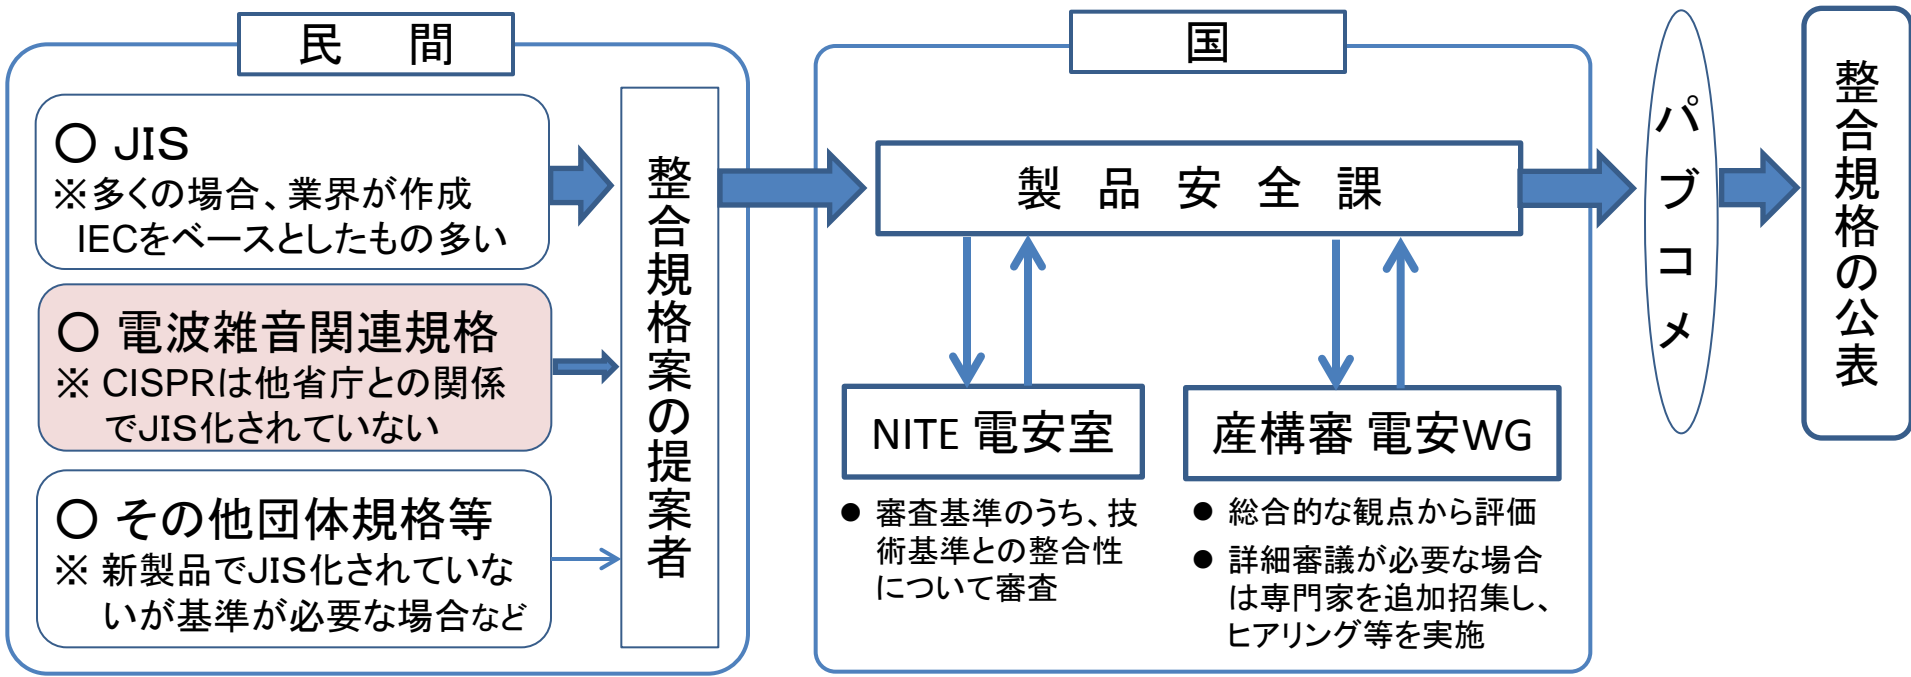 民　間
〇 JIS
※多くの場合、業界が作成
IECをベースとしたもの多い
〇 電波雑音関連規格
※ CISPRは他省庁との関係
でJIS化されていない
〇 その他団体規格等
※ 新製品でJIS化されていな
いが基準が必要な場合など
整合規格案の提案者
国
製品安全課
NITE 電安室
● 審査基準のうち、技
術基準との整合性
について審査
産構審 電安WG
● 総合的な観点から評価
● 詳細審議が必要な場合
は専門家を追加招集し、
ヒアリング等を実施
パブコメ
整合規格の公表